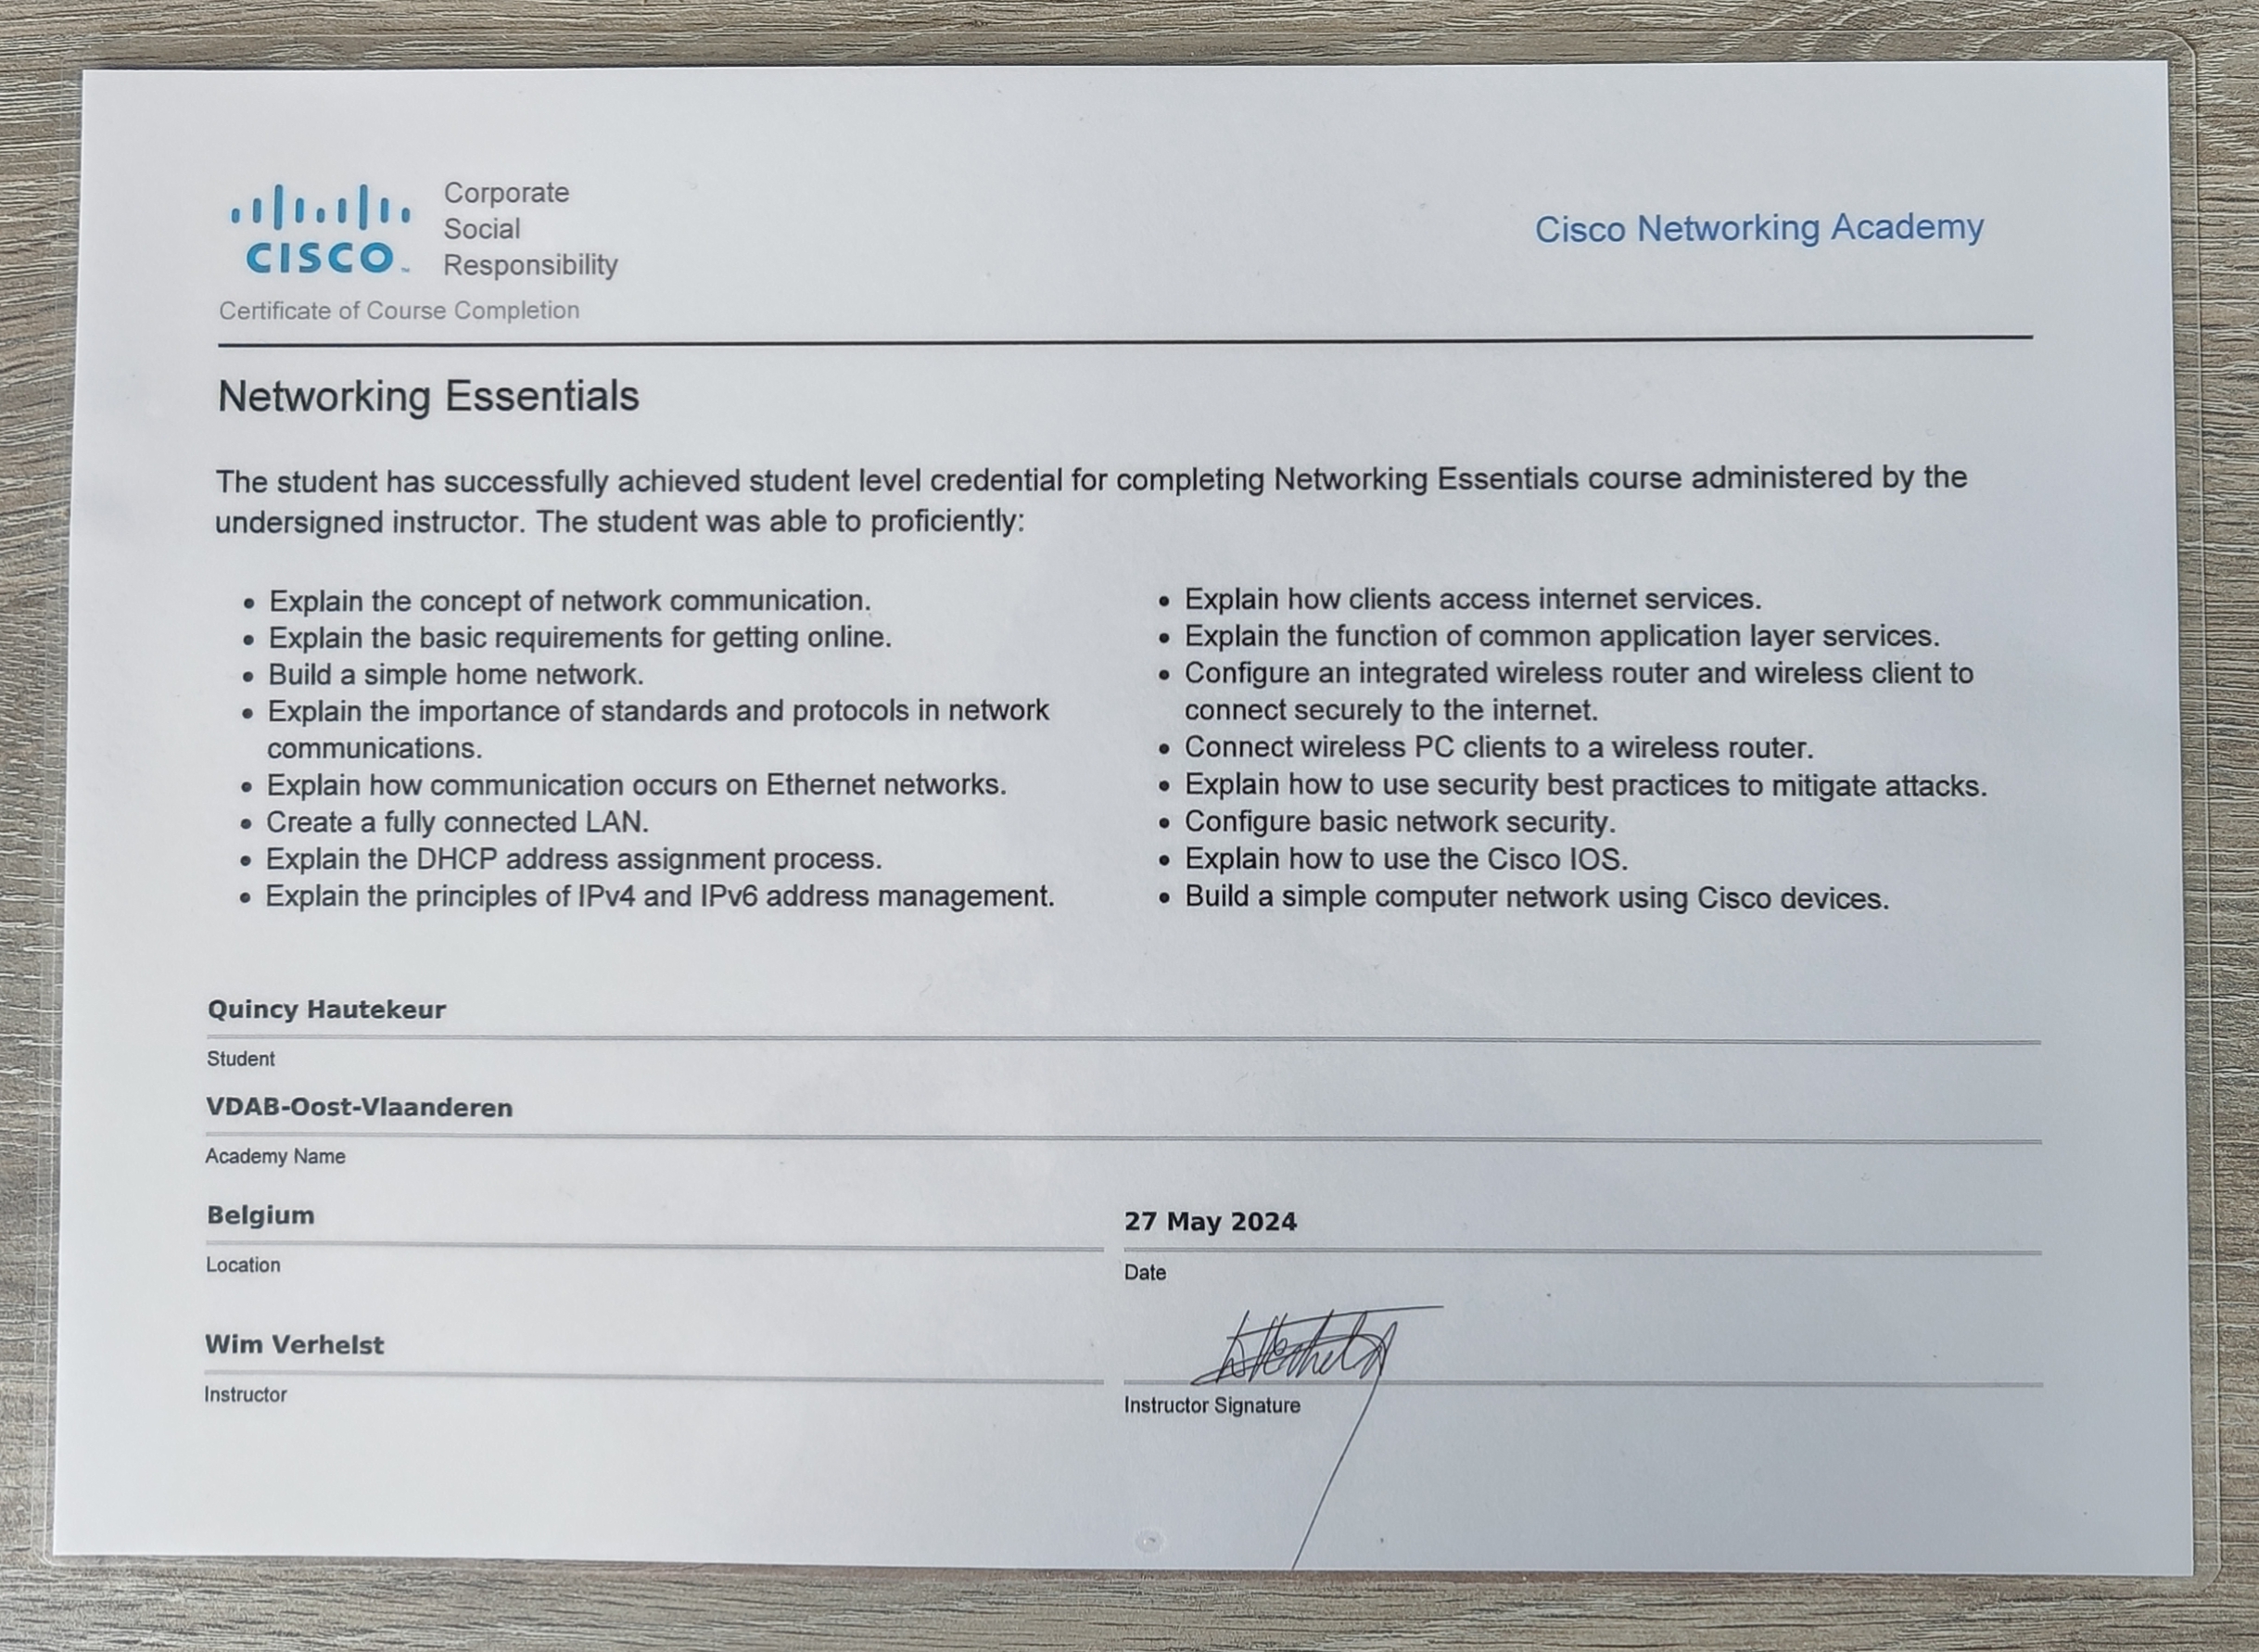 CISCO™
Corporate
Social
Responsibility
Cisco Networking Academy
Certificate of Course Completion
Networking Essentials
The student has successfully achieved student level credential for completing Networking Essentials course administered by the
undersigned instructor. The student was able to proficiently:
• Explain the concept of network communication.
• Explain the basic requirements for getting online.
• Build a simple home network.
• Explain the importance of standards and protocols in network
communications.
• Explain how communication occurs on Ethernet networks.
• Create a fully connected LAN.
• Explain the DHCP address assignment process.
• Explain the principles of IPv4 and IPv6 address management.
• Explain how clients access internet services.
• Explain the function of common application layer services.
• Configure an integrated wireless router and wireless client to
connect securely to the internet.
• Connect wireless PC clients to a wireless router.
• Explain how to use security best practices to mitigate attacks.
• Configure basic network security.
• Explain how to use the Cisco IOS.
• Build a simple computer network using Cisco devices.
Quincy Hautekeur
Student
VDAB-Oost-Vlaanderen
Academy Name
Belgium
Location
27 May 2024
Date
Wim Verhelst
Instructor
Instructor Signature